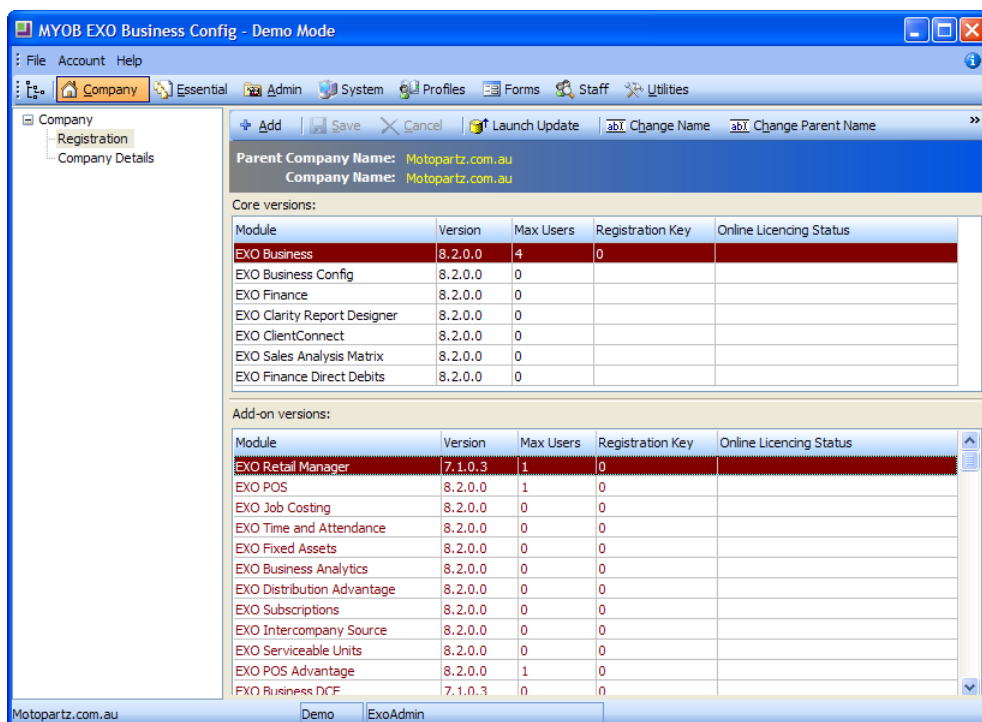 MYOB EXO Business Config - Demo Mode
File Account Help
Company Essential Admin System Profiles Forms Staff Utilities
Company
Registration
Company Details
Add Save Cancel Launch Update abI Change Name abI Change Parent Name »
Parent Company Name: Motopartz.com.au
Company Name: Motopartz.com.au
Core versions:
Module Version Max Users Registration Key Online Licencing Status
EXO Business 8.2.0.0 4 0
EXO Business Config 8.2.0.0 0
EXO Finance 8.2.0.0 0
EXO Clarity Report Designer 8.2.0.0 0
EXO ClientConnect 8.2.0.0 0
EXO Sales Analysis Matrix 8.2.0.0 0
EXO Finance Direct Debits 8.2.0.0 0
Add-on versions:
Module Version Max Users Registration Key Online Licencing Status
EXO Retail Manager 7.1.0.3 1 0
EXO POS 8.2.0.0 1 0
EXO Job Costing 8.2.0.0 0 0
EXO Time and Attendance 8.2.0.0 0 0
EXO Fixed Assets 8.2.0.0 0 0
EXO Business Analytics 8.2.0.0 0 0
EXO Distribution Advantage 8.2.0.0 0 0
EXO Subscriptions 8.2.0.0 0 0
EXO Intercompany Source 8.2.0.0 0 0
EXO Serviceable Units 8.2.0.0 0 0
EXO POS Advantage 8.2.0.0 1 0
EXO Business DCE 7.1.0.3 0 0
Motopartz.com.au Demo ExoAdmin